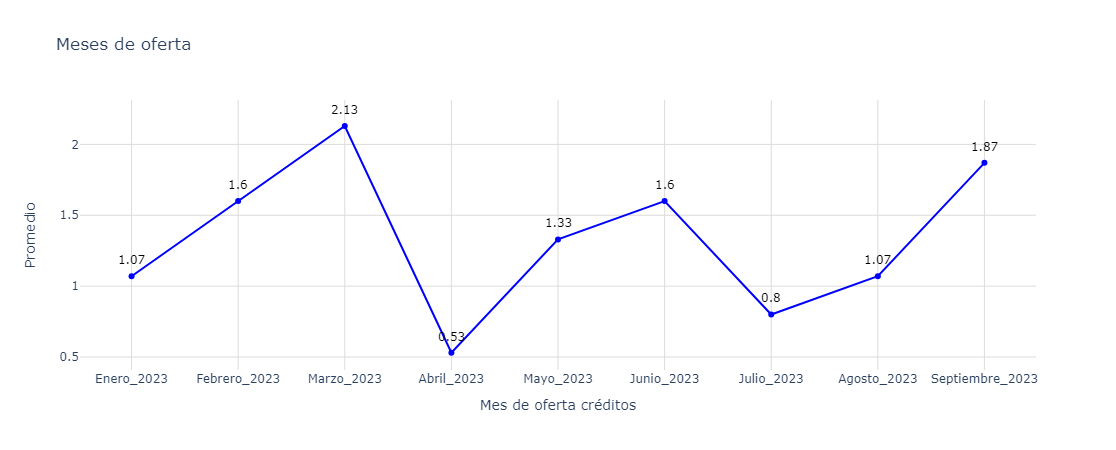 Meses de oferta
2.13
1.87
1.6
1.6
1.33
1.07
1.07
0.8
0.53
Promedio
2
1.5
1
0.5
Enero_2023
Febrero_2023
Marzo_2023
Abril_2023
Mayo_2023
Junio_2023
Julio_2023
Agosto_2023
Septiembre_2023
Mes de oferta créditos